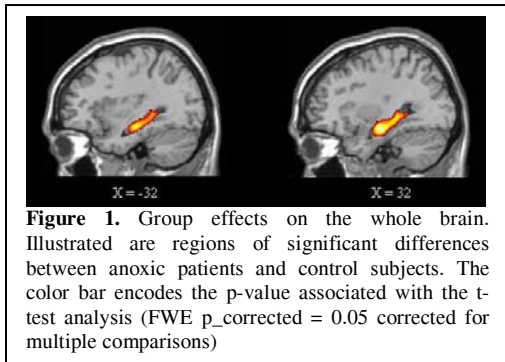 X = -32 X = 32
Figure 1. Group effects on the whole brain.
Illustrated are regions of significant differences
between anoxic patients and control subjects. The
color bar encodes the p-value associated with the t-
test analysis (FWE p_corrected = 0.05 corrected for
multiple comparisons)